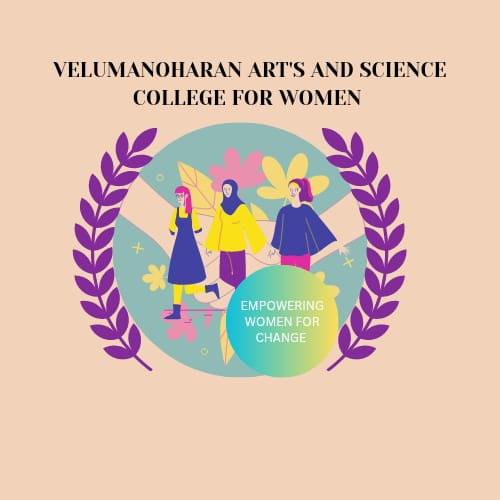 VELUMANOHARAN ART'S AND SCIENCE
COLLEGE FOR WOMEN
EMPOWERING
WOMEN FOR
CHANGE